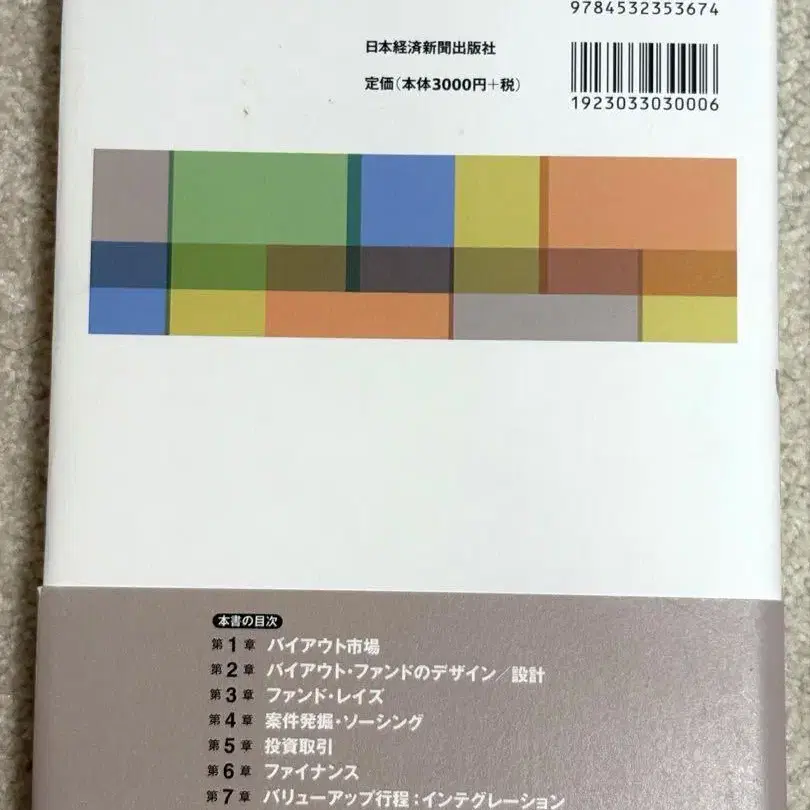 9784532353674
日本経済新聞出版社
定価(本体3000円+税)
1923033030006
本書の目次
第1章 バイアウト市場
第2章 バイアウト・ファンドのデザイン/設計
第3章 ファンド・レイズ
第4章 案件発掘・ソーシング
第5章 投資取引
第6章 ファイナンス
第7章 バリューアップ行程:インテグレーション